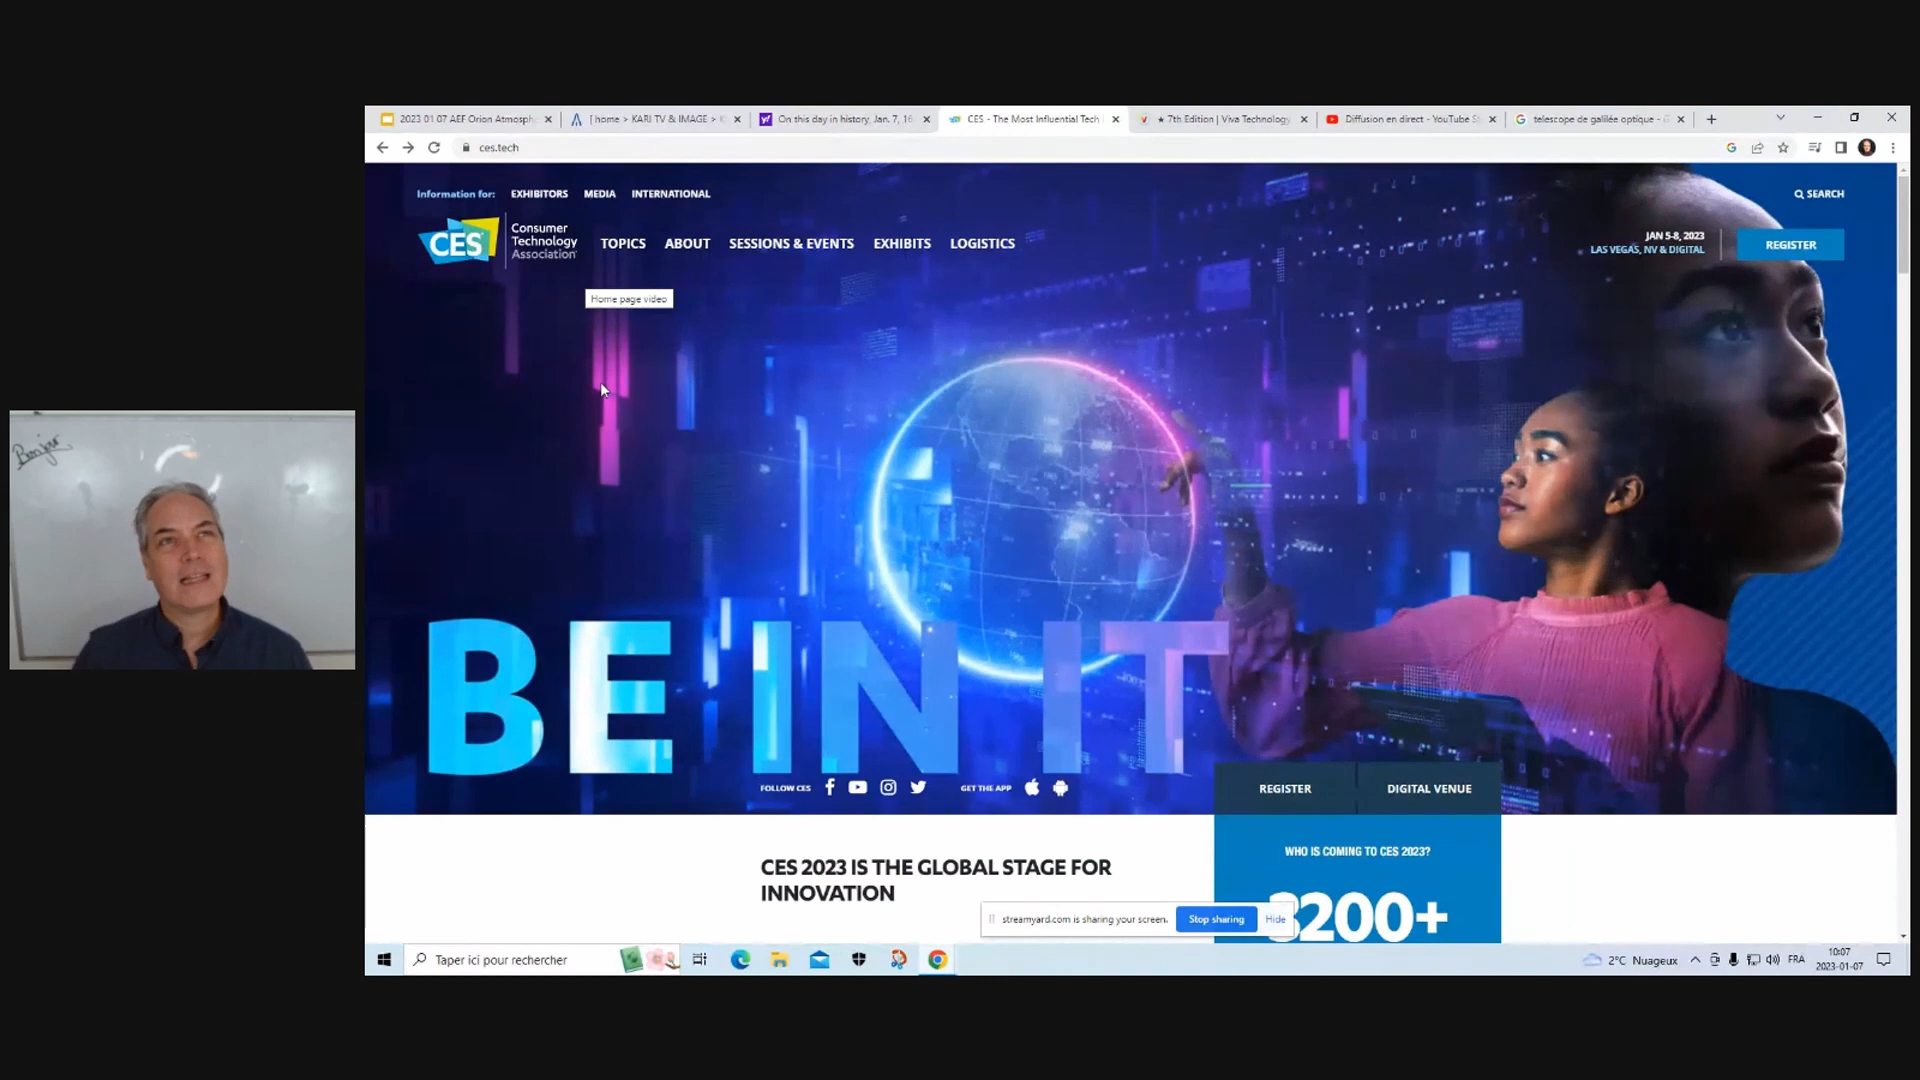 2023 01 07 AEF Orion Atmosph
[ home > KARI TV & IMAGE >
On this day in history, Jan. 7, 16
CES - The Most Influential Tech
★ 7th Edition | Viva Technology
Diffusion en direct - YouTube S
telescope de galilée optique -
ces.tech
Information for: EXHIBITORS MEDIA INTERNATIONAL
SEARCH
CES
Consumer
Technology
Association
TOPICS ABOUT SESSIONS & EVENTS EXHIBITS LOGISTICS
JAN 5-8, 2023
LAS VEGAS, NV & DIGITAL
REGISTER
Home page video
Bonjour
BE IN IT
FOLLOW CES
GET THE APP
REGISTER
DIGITAL VENUE
CES 2023 IS THE GLOBAL STAGE FOR
INNOVATION
WHO IS COMING TO CES 2023?
3200+
streamyard.com is sharing your screen.
Stop sharing
Hide
Taper ici pour rechercher
2°C Nuageux
FRA
10:07
2023-01-07